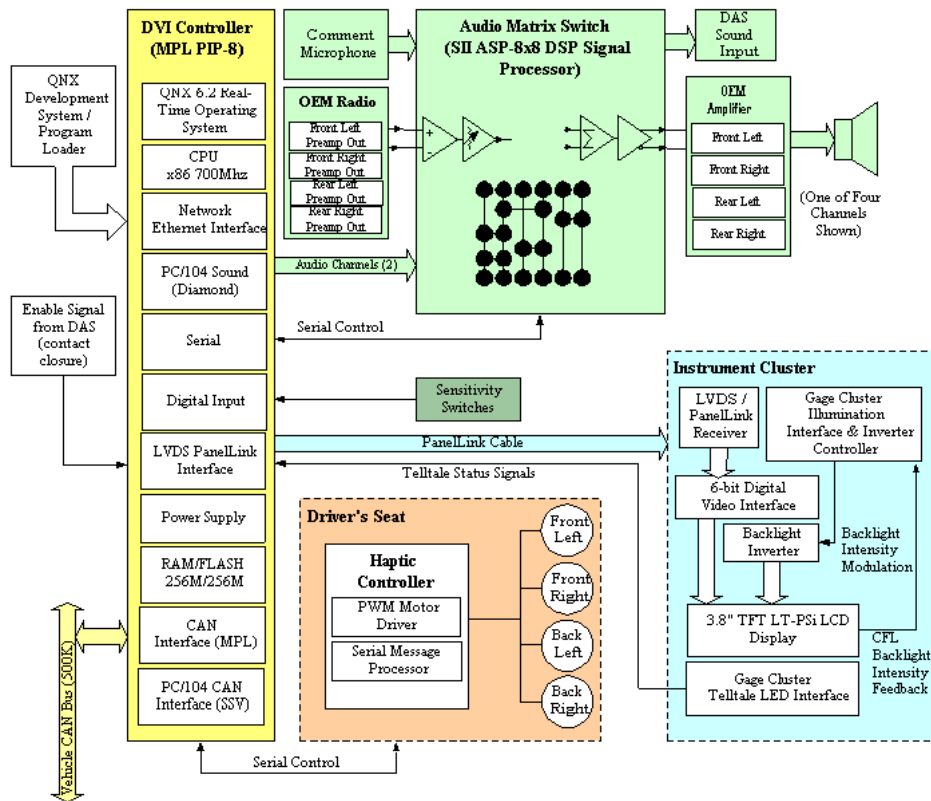 DVI Controller
(MPL PIP-8)
QNX 6.2 Real-
Time Operating
System
CPU
x86 700Mhz
Network
Ethernet Interface
PC/104 Sound
(Diamond)
Serial
Digital Input
LVDS PanelLink
Interface
Power Supply
RAM/FLASH
256M/256M
CAN
Interface (MPL)
PC/104 CAN
Interface (SSV)
QNX
Development
System /
Program
Loader
Enable Signal
from DAS
(contact
closure)
Vehicle CAN Bus (500K)
Comment
Microphone
OEM Radio
Front Left
Preamp Out
Front Right
Preamp Out
Rear Left
Preamp Out
Rear Right
Preamp Out
Audio Channels (2)
Serial Control
Audio Matrix Switch
(SII ASP-8x8 DSP Signal
Processor)
+
-
Σ
DAS
Sound
Input
OEM
Amplifier
Front Left
Front Right
Rear Left
Rear Right
(One of Four
Channels
Shown)
Sensitivity
Switches
PanelLink Cable
Telltale Status Signals
Driver's Seat
Haptic
Controller
PWM Motor
Driver
Serial Message
Processor
Front
Left
Front
Right
Back
Left
Back
Right
Serial Control
Instrument Cluster
LVDS /
PanelLink
Receiver
Gage Cluster
Illumination
Interface & Inverter
Controller
6-bit Digital
Video Interface
Backlight
Inverter
Backlight
Intensity
Modulation
3.8" TFT LT-PSi LCD
Display
CFL
Backlight
Intensity
Feedback
Gage Cluster
Telltale LED Interface